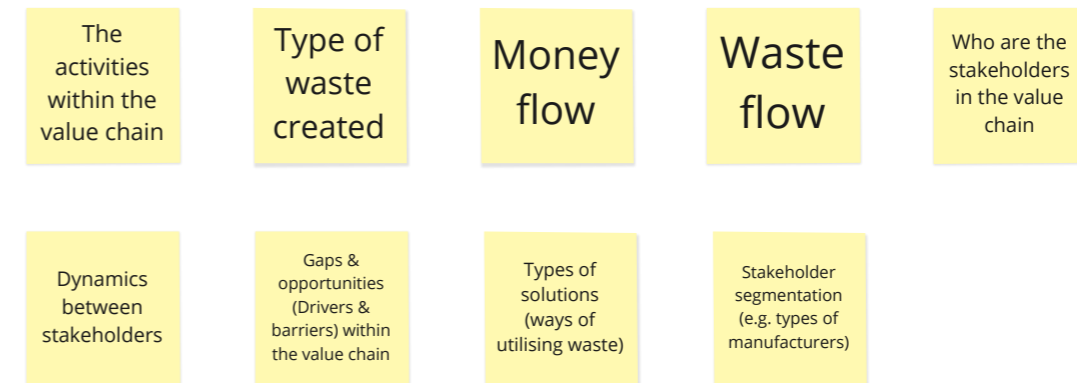 The
activities
within the
value chain
Type of
waste
created
Money
flow
Waste
flow
Who are the
stakeholders
in the value
chain
Dynamics
between
stakeholders
Gaps &
opportunities
(Drivers &
barriers) within
the value chain
Types of
solutions
(ways of
utilising waste)
Stakeholder
segmentation
(e.g. types of
manufacturers)